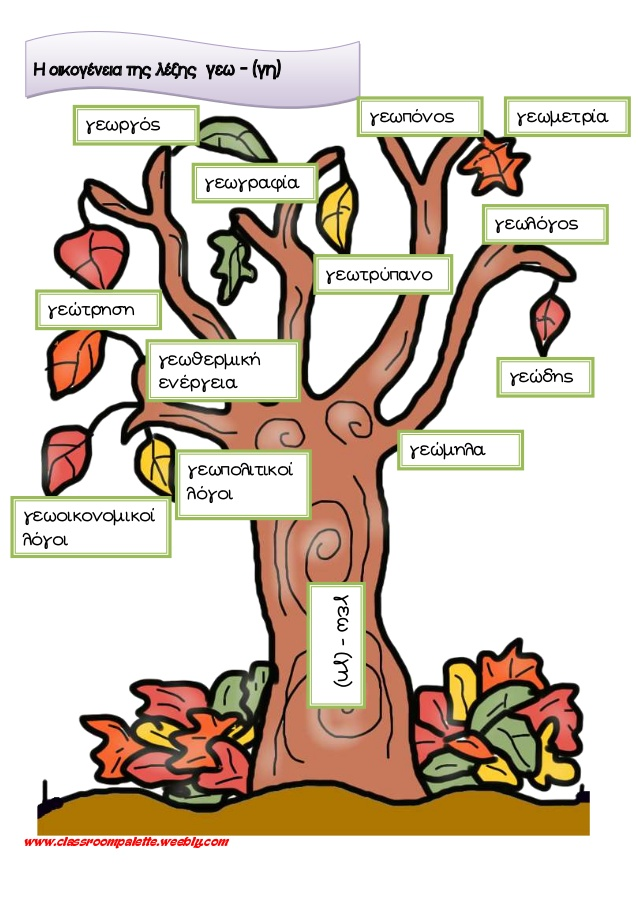 Η οικογένεια της λέξης γεω - (γη)
γεωργός
γεωπόνος
γεωμετρία
γεωγραφία
γεωλόγος
γεωτρύπανο
γεώτρηση
γεωθερμική
ενέργεια
γεώδης
γεώμηλα
γεωπολιτικοί
λόγοι
γεωοικονομικοί
λόγοι
γεω - (γη)
www.classroompalette.weebly.com